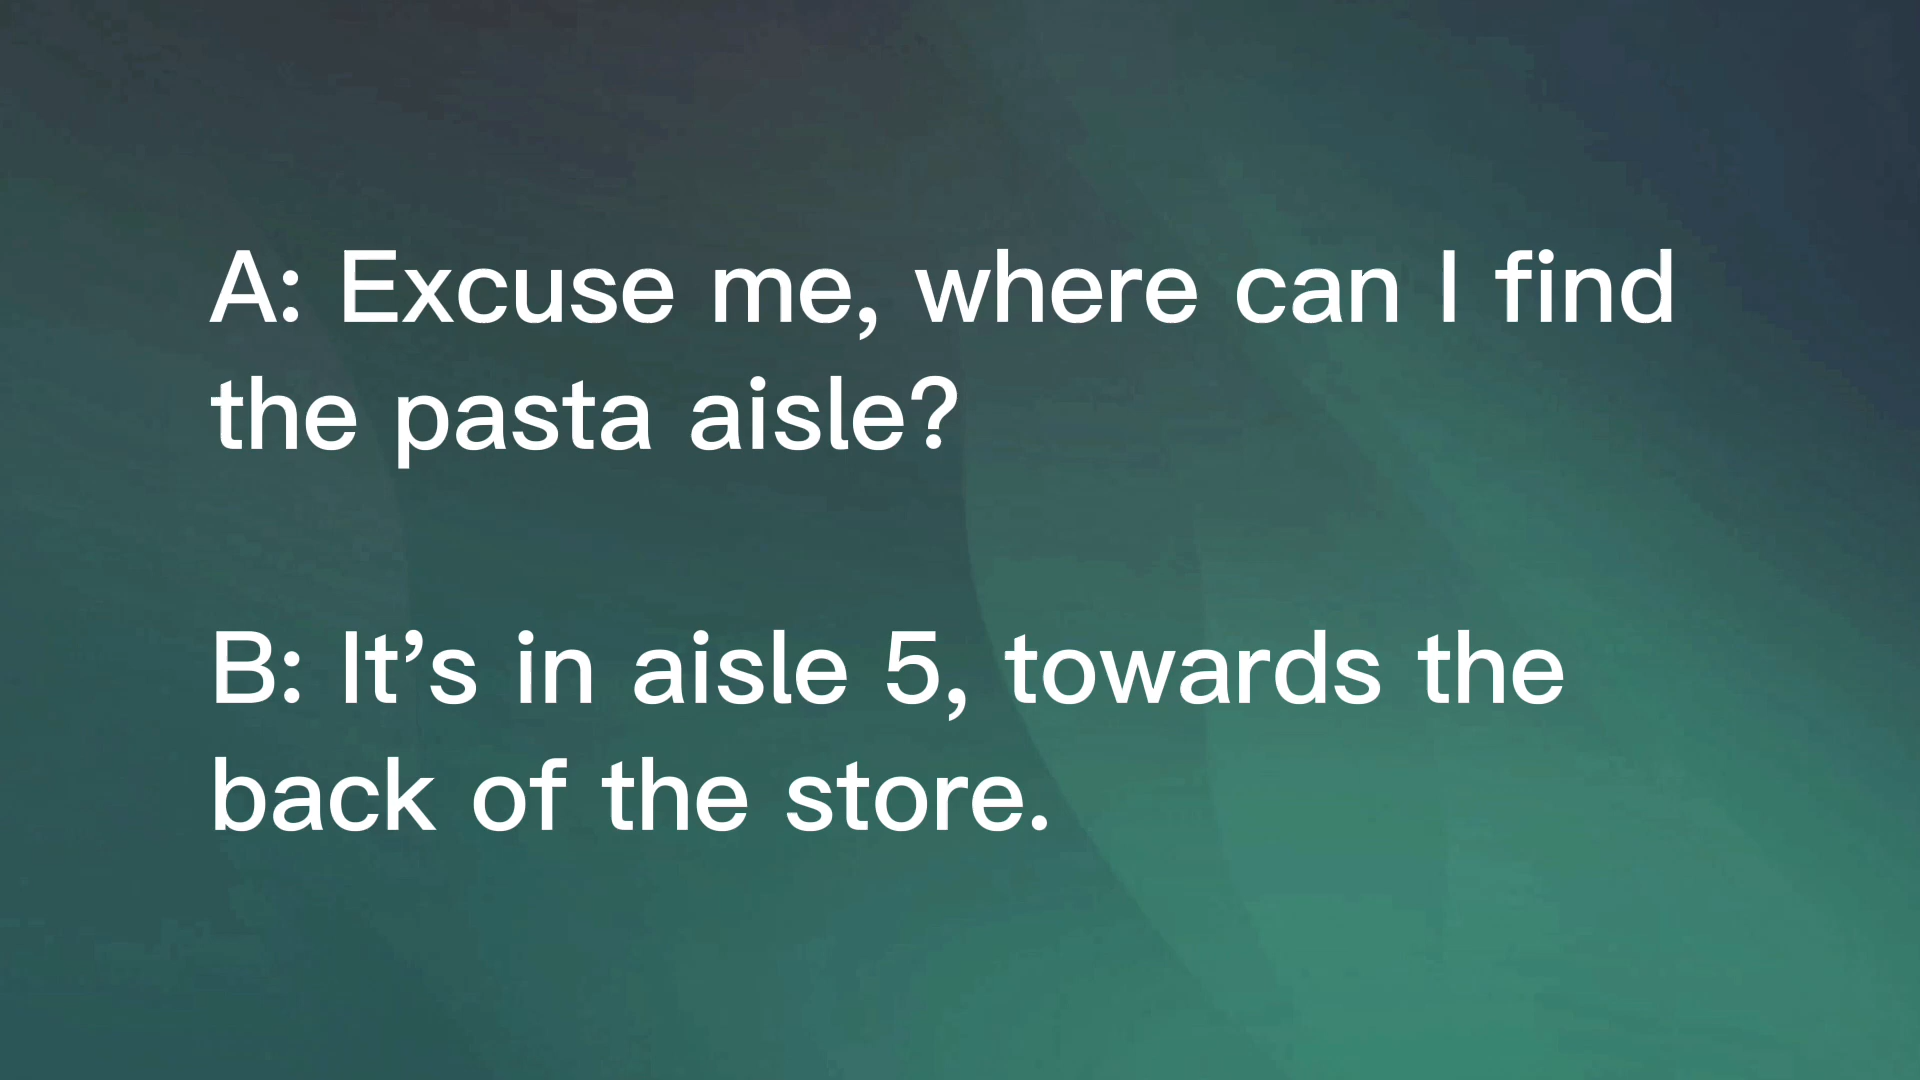 A: Excuse me, where can I find
the pasta aisle?
B: It’s in aisle 5, towards the
back of the store.